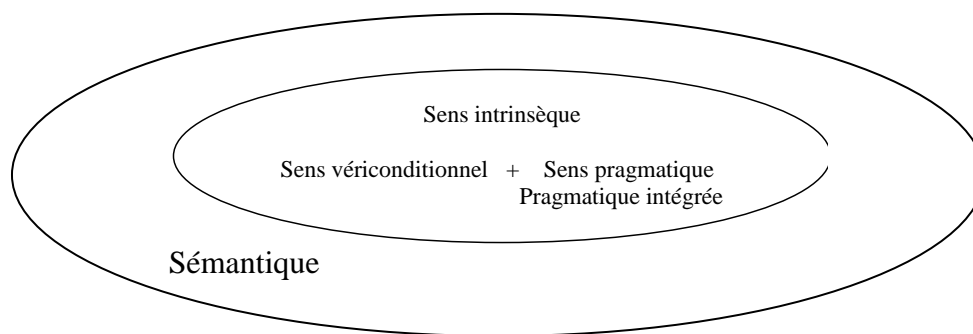 Sens intrinsèque
Sens vériconditionnel + Sens pragmatique
Pragmatique intégrée
Sémantique